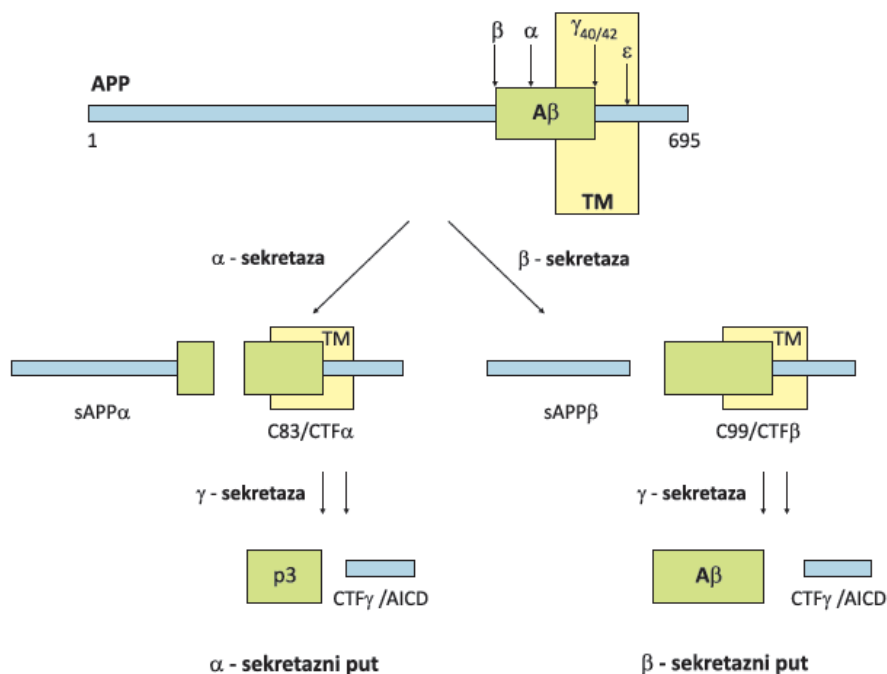 β α γ40/42
ε
APP
Aβ
1 695
TM
α - sekretaza β - sekretaza
TM TM
sAPPα sAPPβ
C83/CTFα C99/CTFβ
γ - sekretaza γ - sekretaza
p3 Aβ
CTFγ /AICD CTFγ /AICD
α - sekretazni put β - sekretazni put